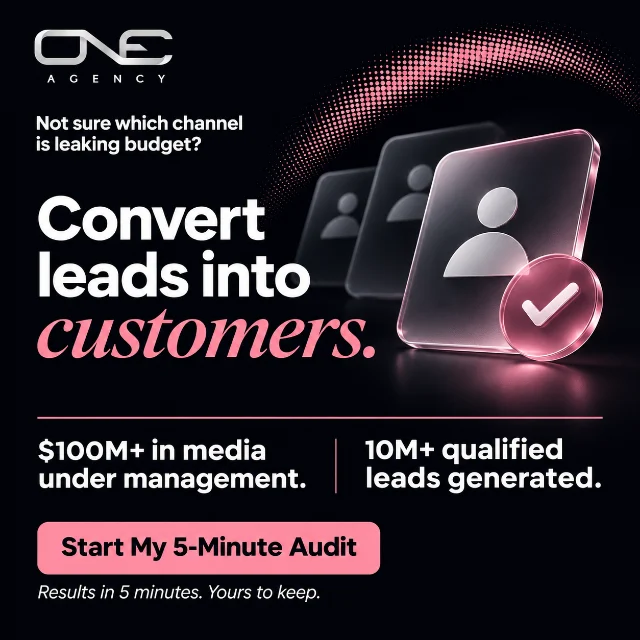 ONE
AGENCY
Not sure which channel
is leaking budget?
Convert
leads into
customers.
$100M+ in media
under management.
10M+ qualified
leads generated.
Start My 5-Minute Audit
Results in 5 minutes. Yours to keep.